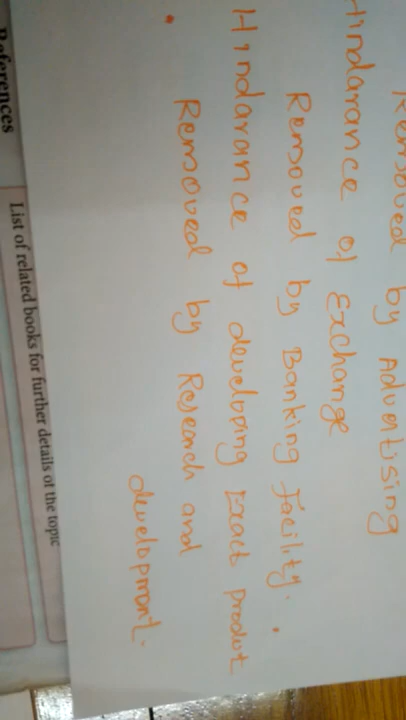 Removed by Advertising
Hindarance of Exchange
Removed by Banking facility.
Hindarance of developing Exact product
Removed by Research and
development.
References
List of related books for further details of the topic